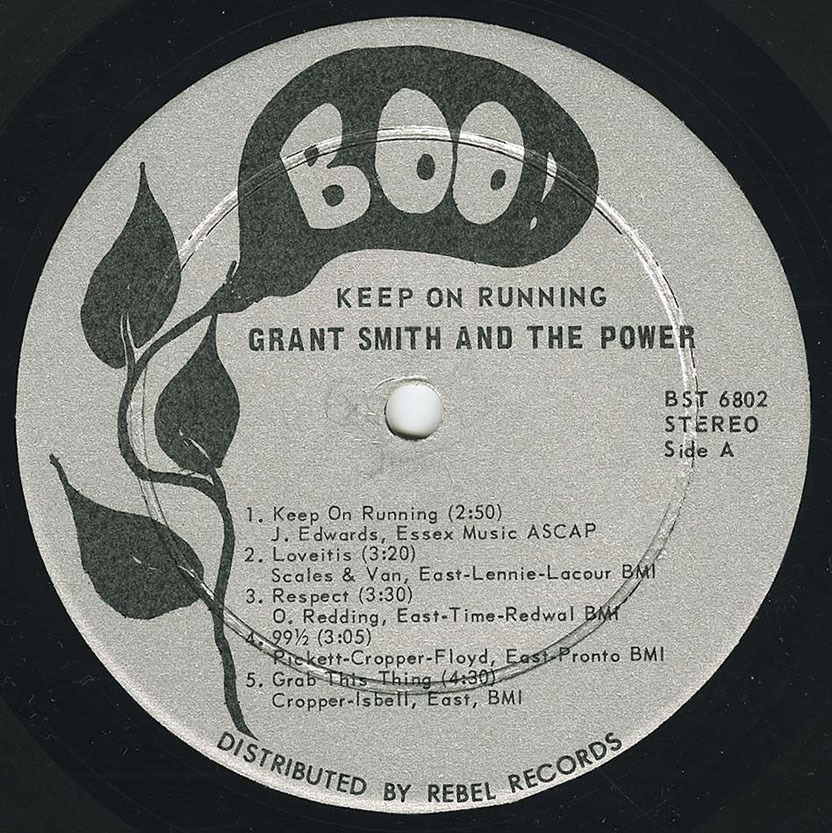 BOO!
KEEP ON RUNNING
GRANT SMITH AND THE POWER
BST 6802
STEREO
Side A
1. Keep On Running (2:50)
J. Edwards, Essex Music ASCAP
2. Loveitis (3:20)
Scales & Van, East-Lennie-Lacour BMI
3. Respect (3:30)
O. Redding, East-Time-Redwal BMI
4. 99½ (3:05)
Pickett-Cropper-Floyd, East-Pronto BMI
5. Grab This Thing (4:30)
Cropper-Isbell, East, BMI
DISTRIBUTED BY REBEL RECORDS